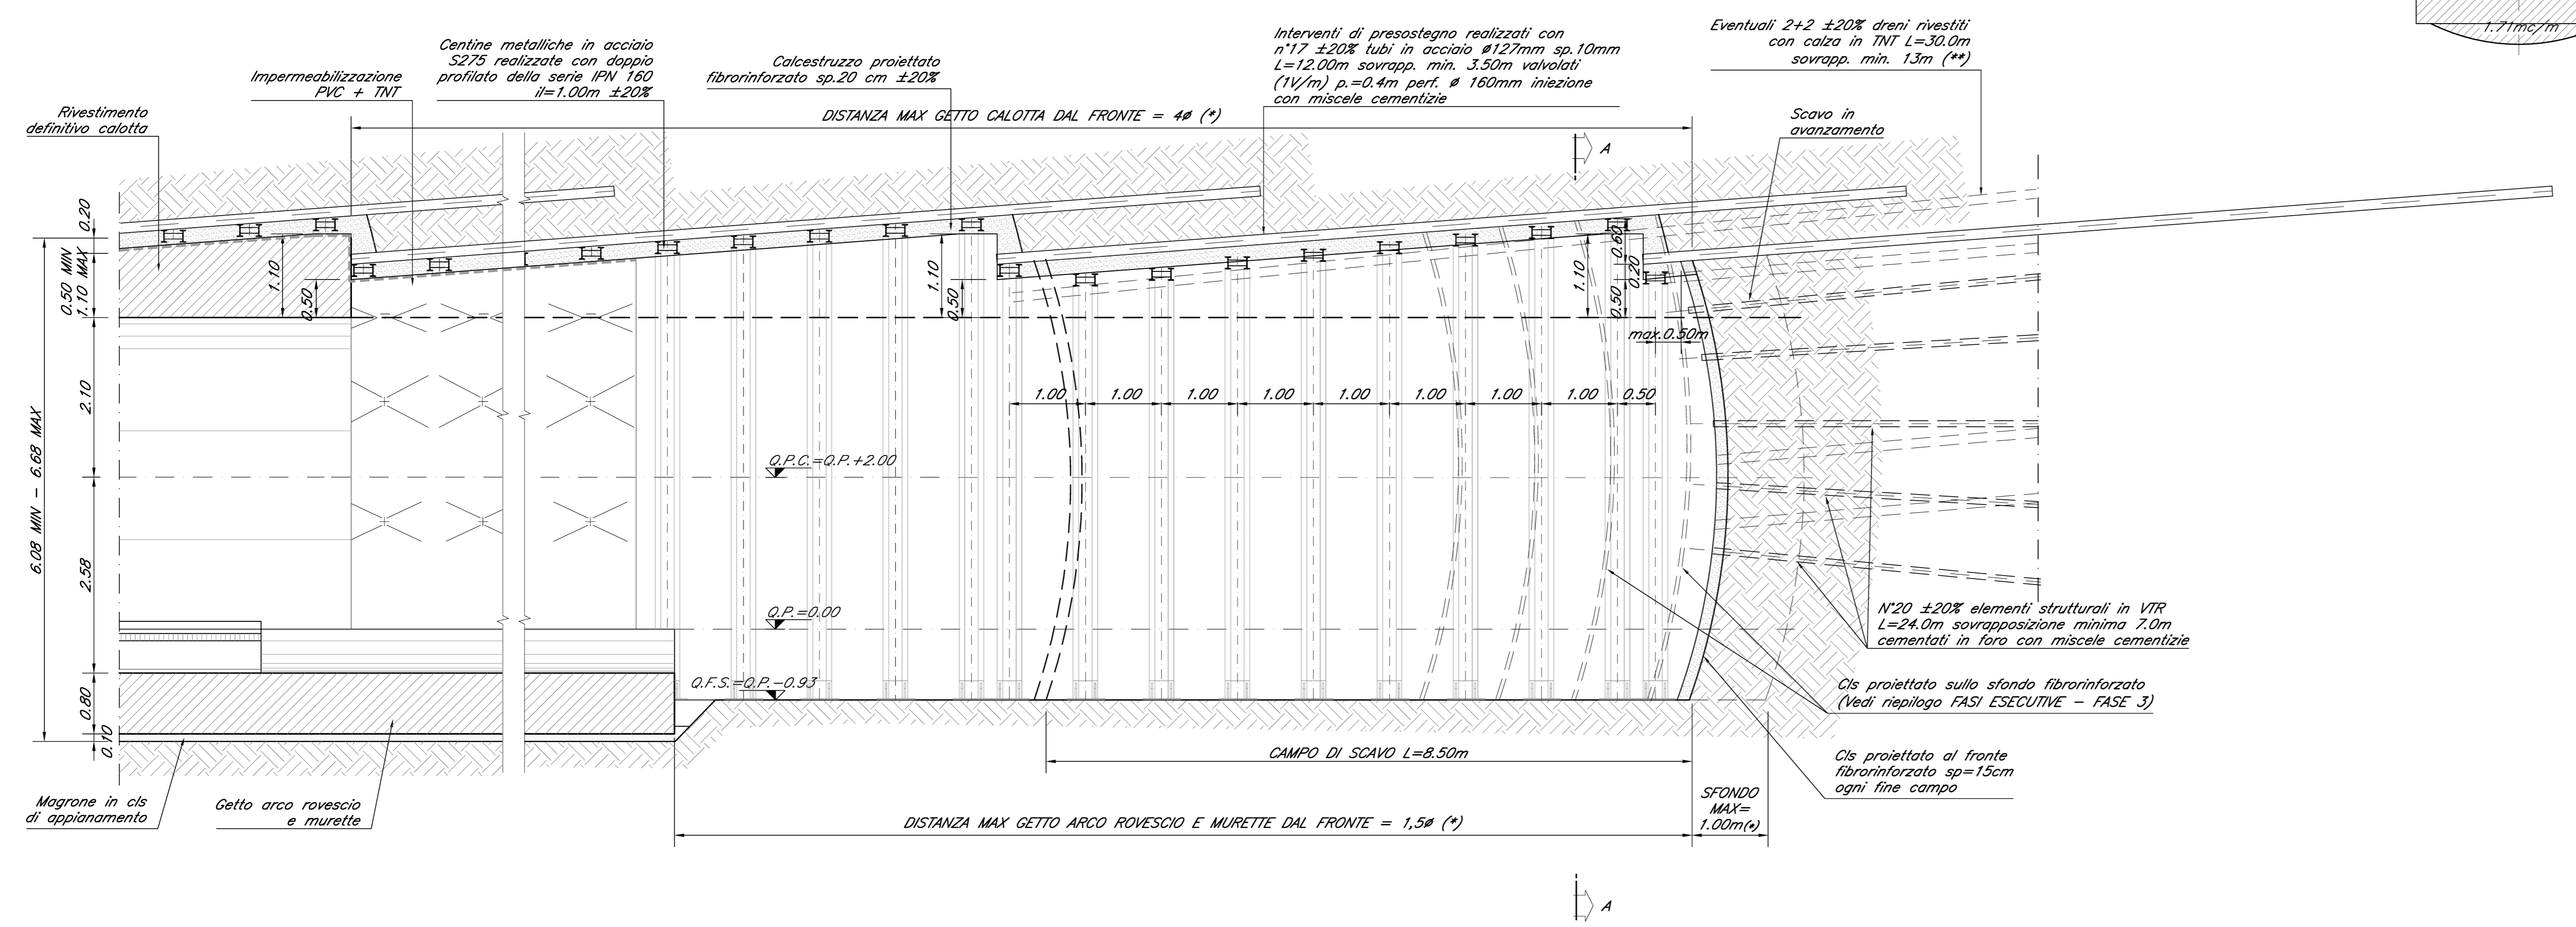 Rivestimento
definitivo calotta
Impermeabilizzazione
PVC + TNT
Centine metalliche in acciaio
S275 realizzate con doppio
profilato della serie IPN 160
il=1.00m ±20%
Calcestruzzo proiettato
fibrorinforzato sp.20 cm ±20%
Interventi di presostegno realizzati con
n°17 ±20% tubi in acciaio ø127mm sp.10mm
L=12.00m sovrapp. min. 3.50m valvolati
(1V/m) p.=0.4m perf. ø 160mm iniezione
con miscele cementizie
Eventuali 2+2 ±20% dreni rivestiti
con calza in TNT L=30.0m
sovrapp. min. 13m (**)
1.71mc/m
DISTANZA MAX GETTO CALOTTA DAL FRONTE = 4ø (*)
Scavo in
avanzamento
A
0.20
0.50 MIN
1.10 MAX
2.10
2.58
0.80
0.10
6.08 MIN - 6.68 MAX
1.10
0.50
1.10
0.50
1.10
0.60
0.20
0.50
max.0.50m
1.00
1.00
1.00
1.00
1.00
1.00
1.00
1.00
0.50
Q.P.C.=Q.P.+2.00
Q.P.=0.00
Q.F.S.=Q.P.-0.93
N°20 ±20% elementi strutturali in VTR
L=24.0m sovrapposizione minima 7.0m
cementati in foro con miscele cementizie
Cls proiettato sullo sfondo fibrorinforzato
(Vedi riepilogo FASI ESECUTIVE - FASE 3)
Cls proiettato al fronte
fibrorinforzato sp=15cm
ogni fine campo
CAMPO DI SCAVO L=8.50m
SFONDO
MAX=
1.00m(*)
DISTANZA MAX GETTO ARCO ROVESCIO E MURETTE DAL FRONTE = 1,5ø (*)
Magrone in cls
di appianamento
Getto arco rovescio
e murette
A